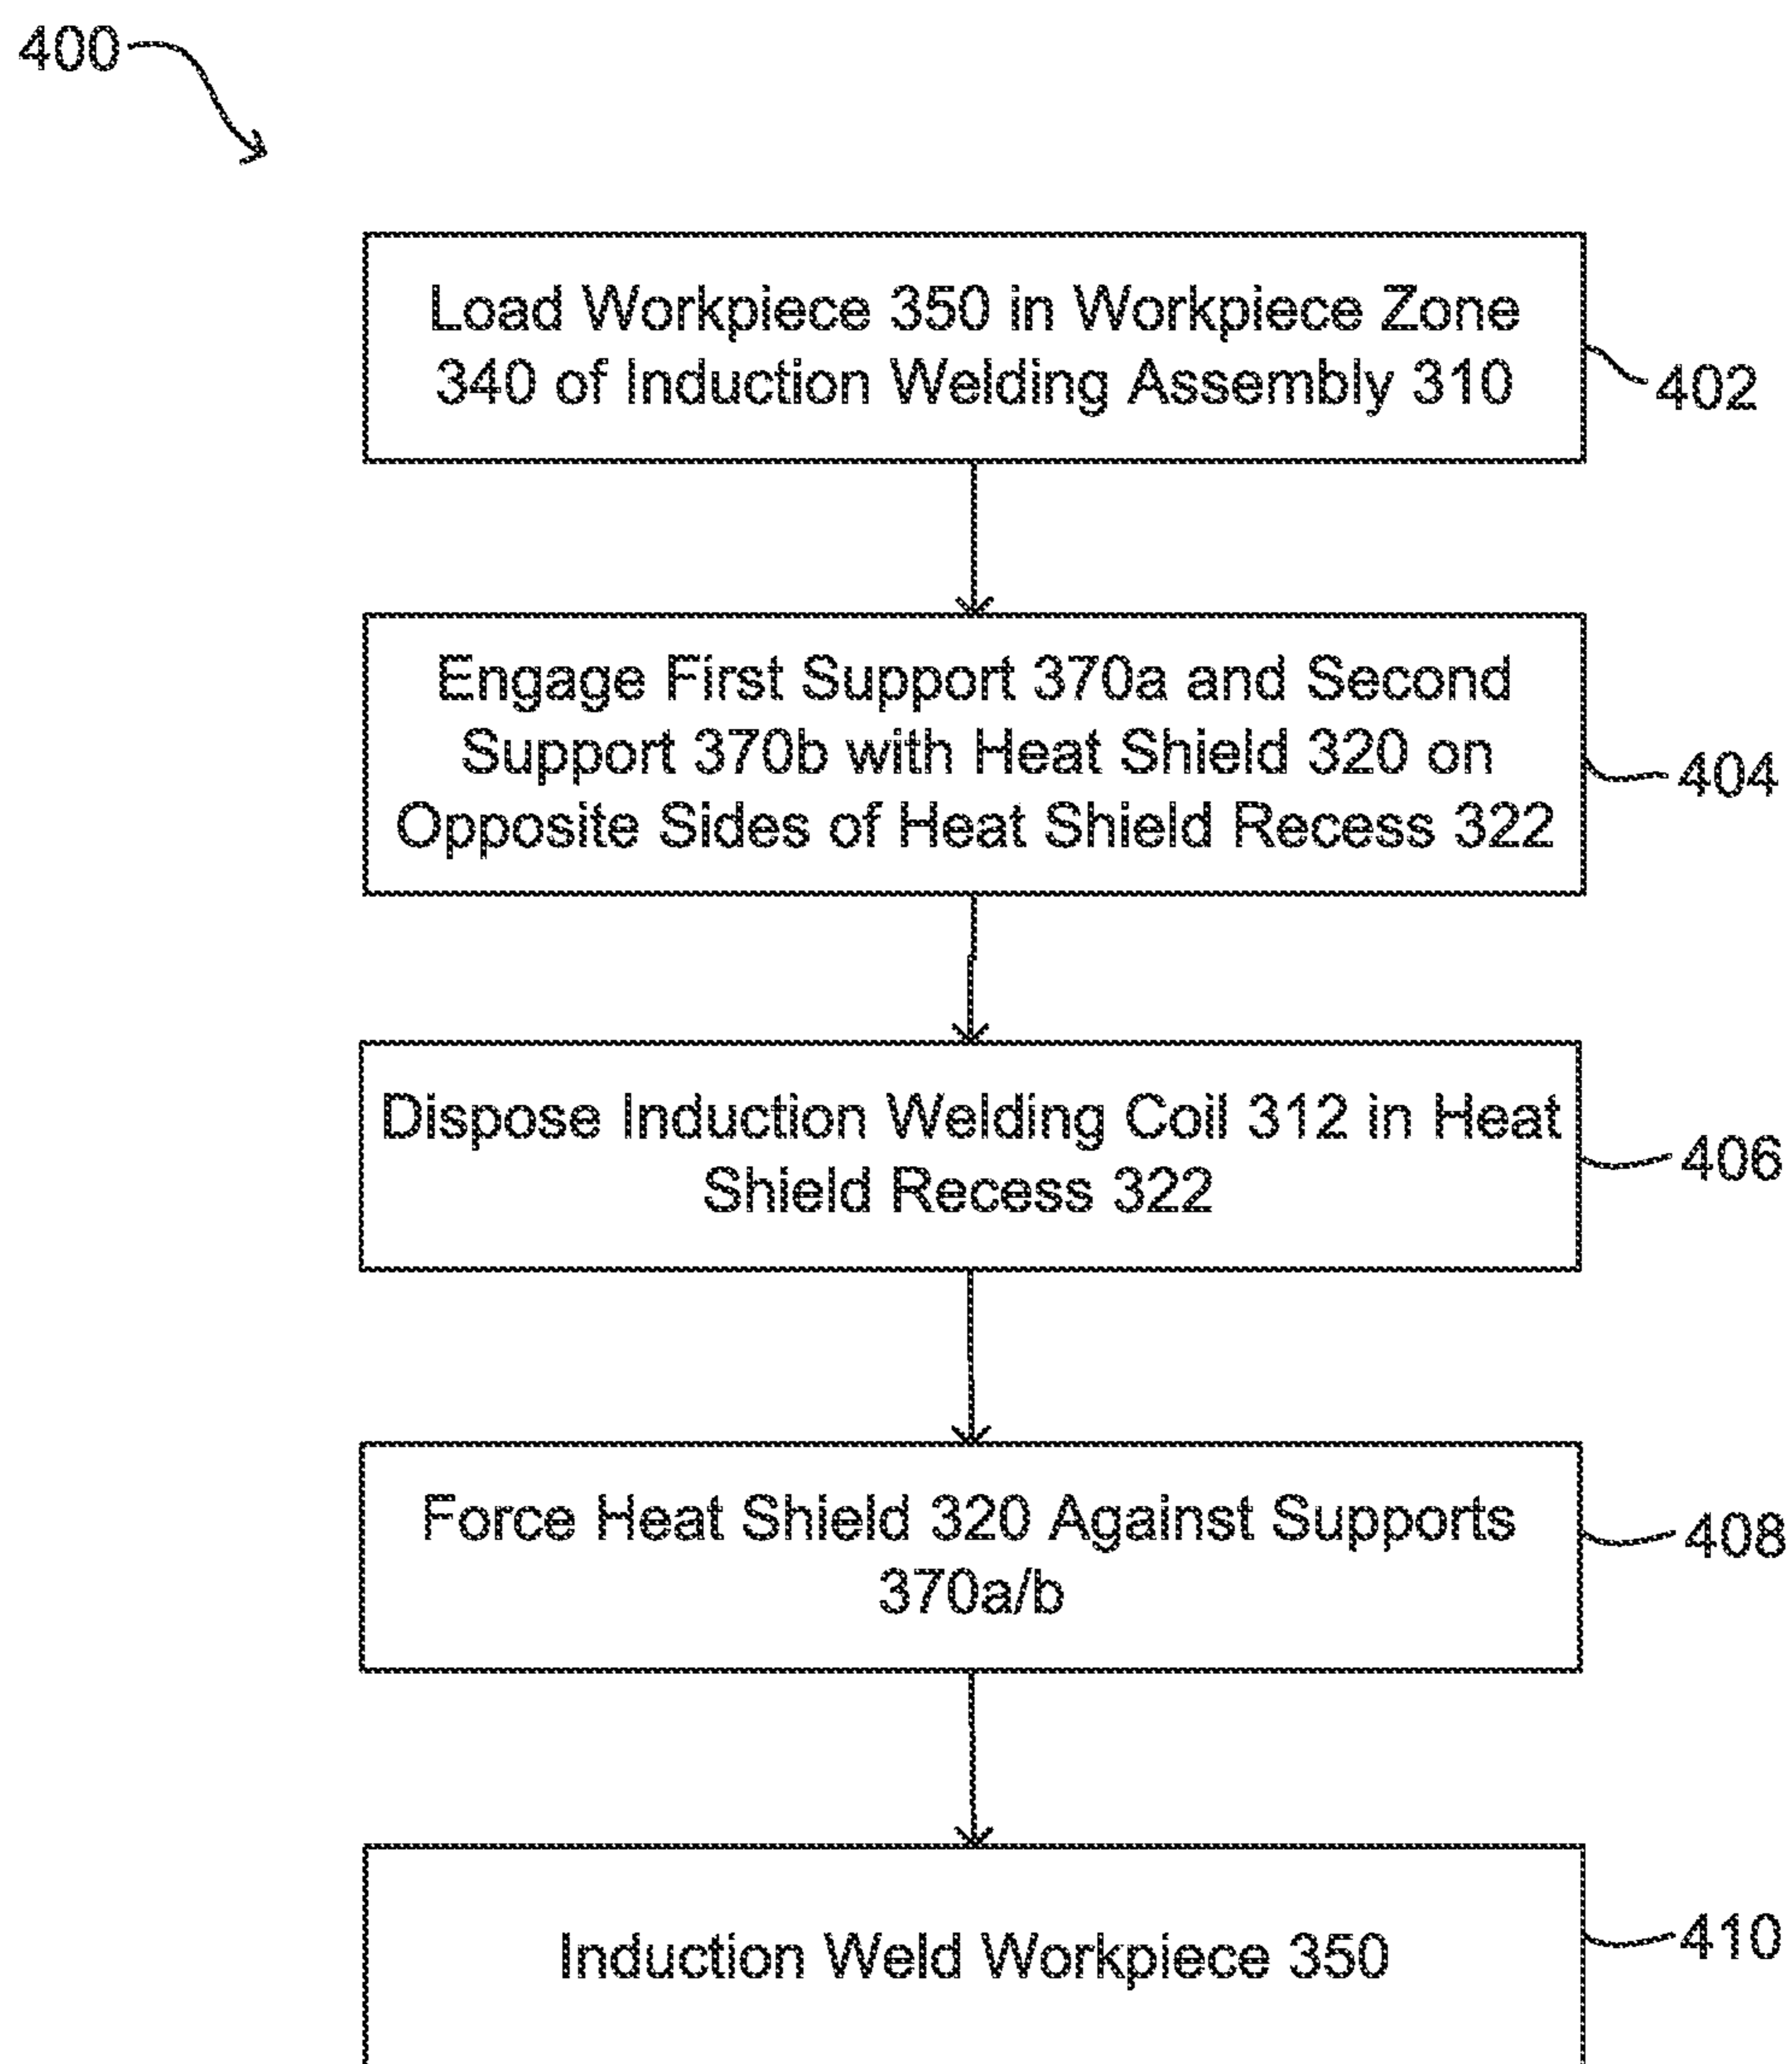 400
Load Workpiece 350 in Workpiece Zone
340 of Induction Welding Assembly 310
402
Engage First Support 370a and Second
Support 370b with Heat Shield 320 on
Opposite Sides of Heat Shield Recess 322
404
Dispose Induction Welding Coil 312 in Heat
Shield Recess 322
406
Force Heat Shield 320 Against Supports
370a/b
408
Induction Weld Workpiece 350
410